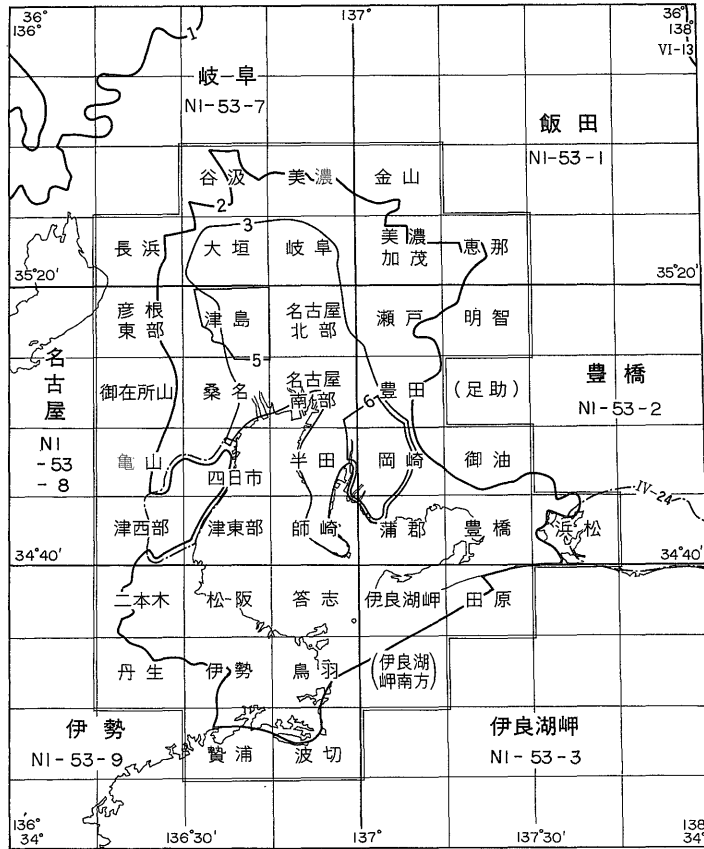 36° 137° 138°
136° VI-13
1
岐阜
NI-53-7
飯田
NI-53-1
谷汲 美濃 金山
2 3
長浜 大垣 岐阜 美濃加茂 恵那
35°20' 35°20'
彦根東部 津島 名古屋北部 瀬戸 明智
5
名古屋
NI-53-8
御在所山 桑名 名古屋南部 豊田 (足助)
6
豊橋
NI-53-2
亀山 四日市 半田 岡崎 御油
IV-24
津西部 津東部 師崎 蒲郡 豊橋 浜松
34°40' 34°40'
二本木 松阪 答志 伊良湖岬 田原
丹生 伊勢 鳥羽 (伊良湖岬南方)
伊勢
NI-53-9
贄浦 波切
伊良湖岬
NI-53-3
136° 138°
34° 136°30' 137° 137°30' 34°